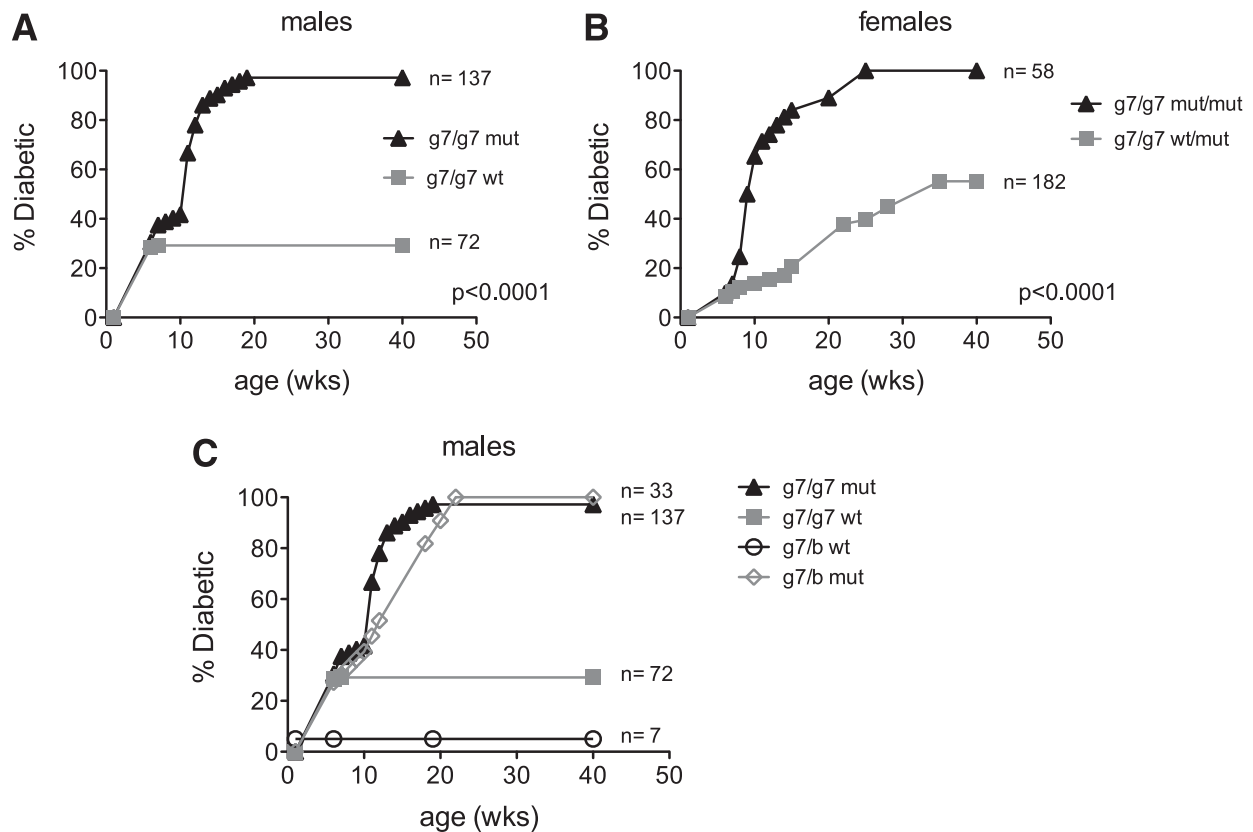 A
males
% Diabetic
100
80
60
40
20
0
0 10 20 30 40 50
age (wks)
n= 137
g7/g7 mut
g7/g7 wt
n= 72
p<0.0001
B
females
% Diabetic
100
80
60
40
20
0
0 10 20 30 40 50
age (wks)
n= 58
g7/g7 mut/mut
g7/g7 wt/mut
n= 182
p<0.0001
C
males
% Diabetic
100
80
60
40
20
0
0 10 20 30 40 50
age (wks)
n= 33
n= 137
n= 72
n= 7
g7/g7 mut
g7/g7 wt
g7/b wt
g7/b mut